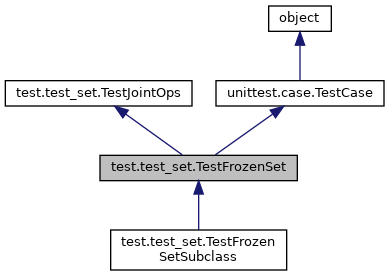 object
test.test_set.TestJointOps
unittest.case.TestCase
test.test_set.TestFrozenSet
test.test_set.TestFrozen
SetSubclass